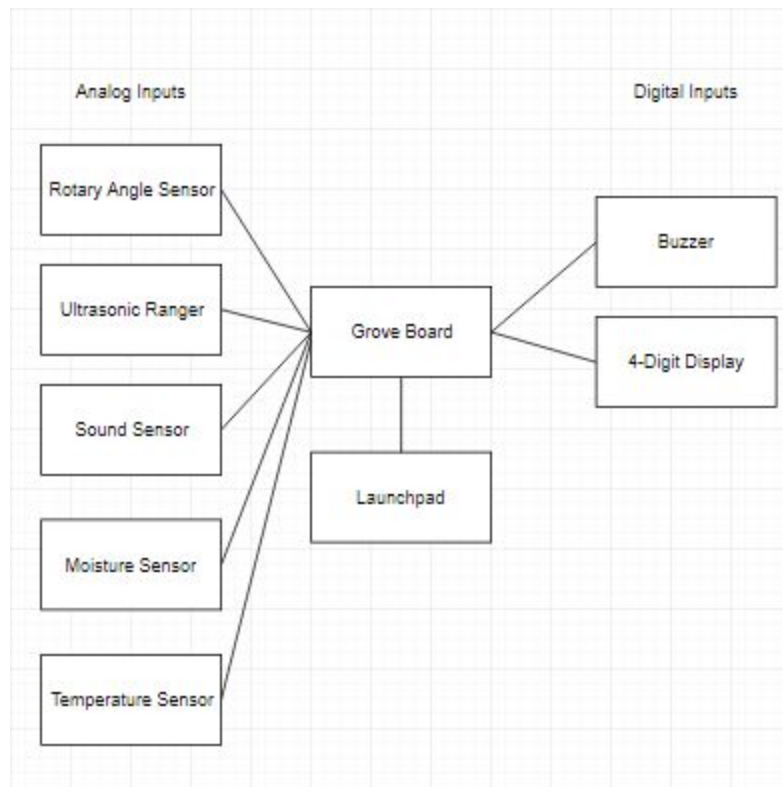 Analog Inputs
Digital Inputs
Rotary Angle Sensor
Buzzer
Ultrasonic Ranger
Grove Board
4-Digit Display
Sound Sensor
Launchpad
Moisture Sensor
Temperature Sensor